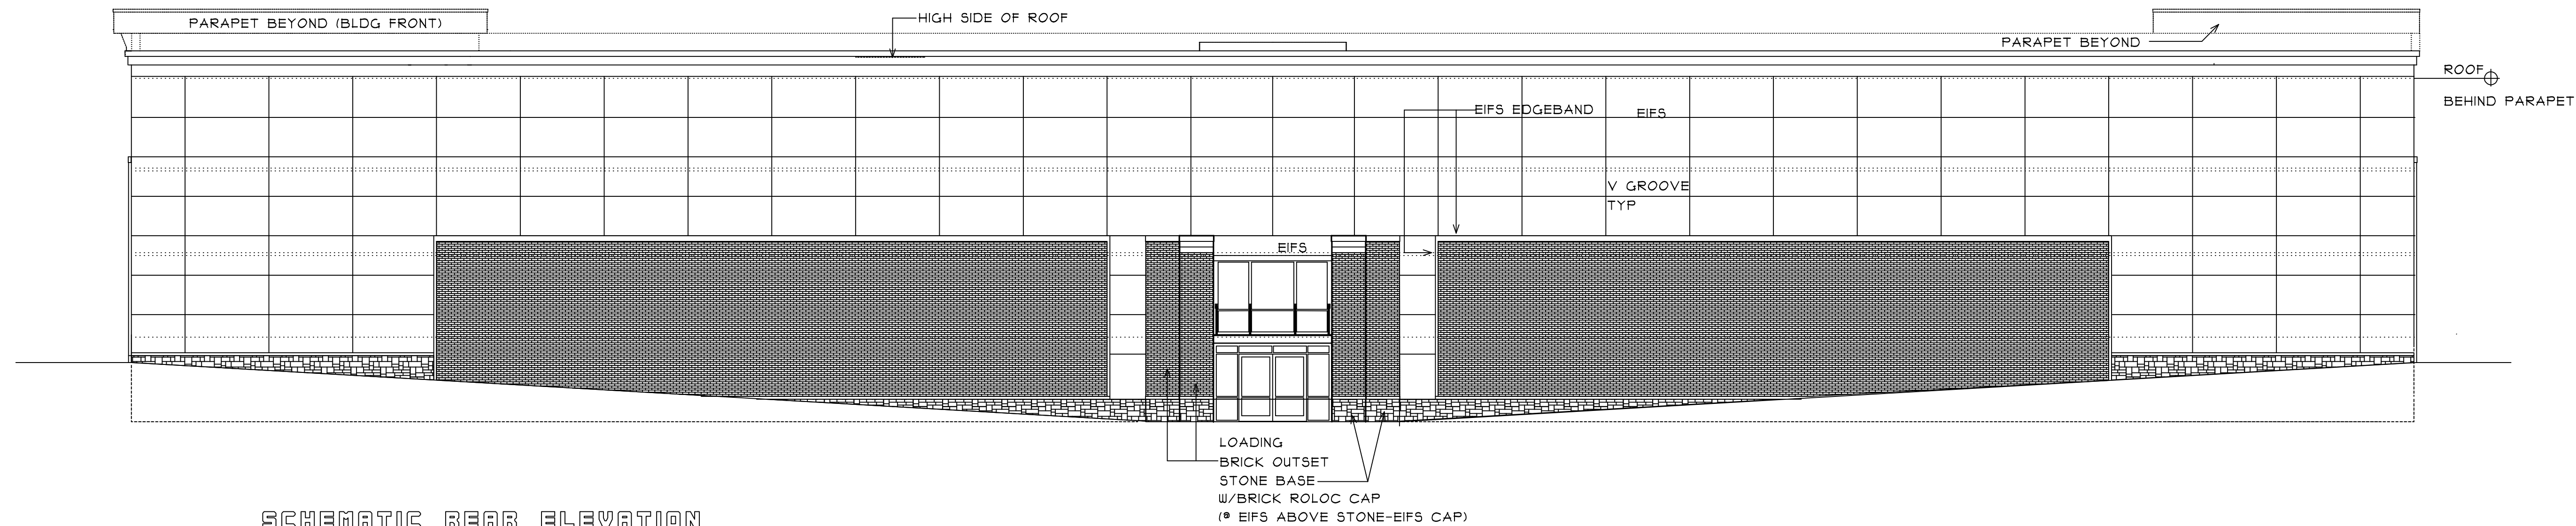 PARAPET BEYOND (BLDG FRONT)
HIGH SIDE OF ROOF
PARAPET BEYOND
ROOF
BEHIND PARAPET
EIFS EDGEBAND
EIFS
V GROOVE
TYP
EIFS
LOADING
BRICK OUTSET
STONE BASE
W/BRICK ROLOC CAP
(@ EIFS ABOVE STONE-EIFS CAP)
SCHEMATIC REAR ELEVATION